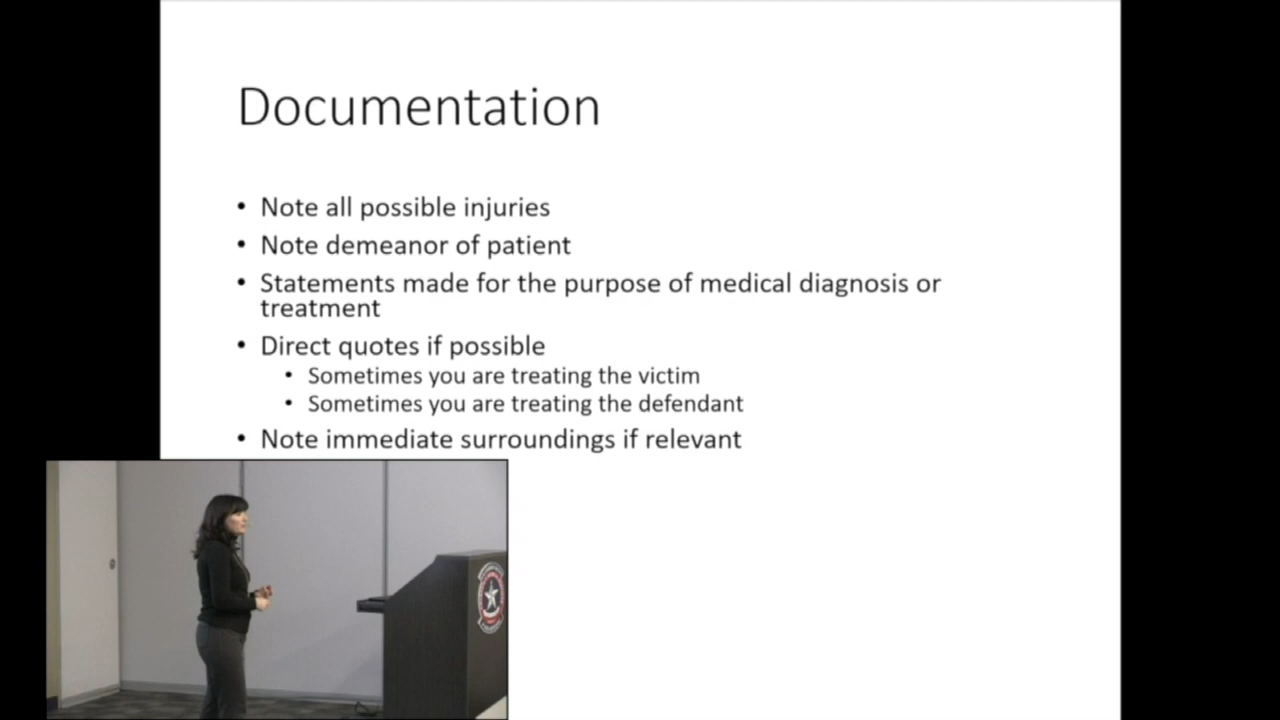 Documentation
• Note all possible injuries
• Note demeanor of patient
• Statements made for the purpose of medical diagnosis or
treatment
• Direct quotes if possible
• Sometimes you are treating the victim
• Sometimes you are treating the defendant
• Note immediate surroundings if relevant